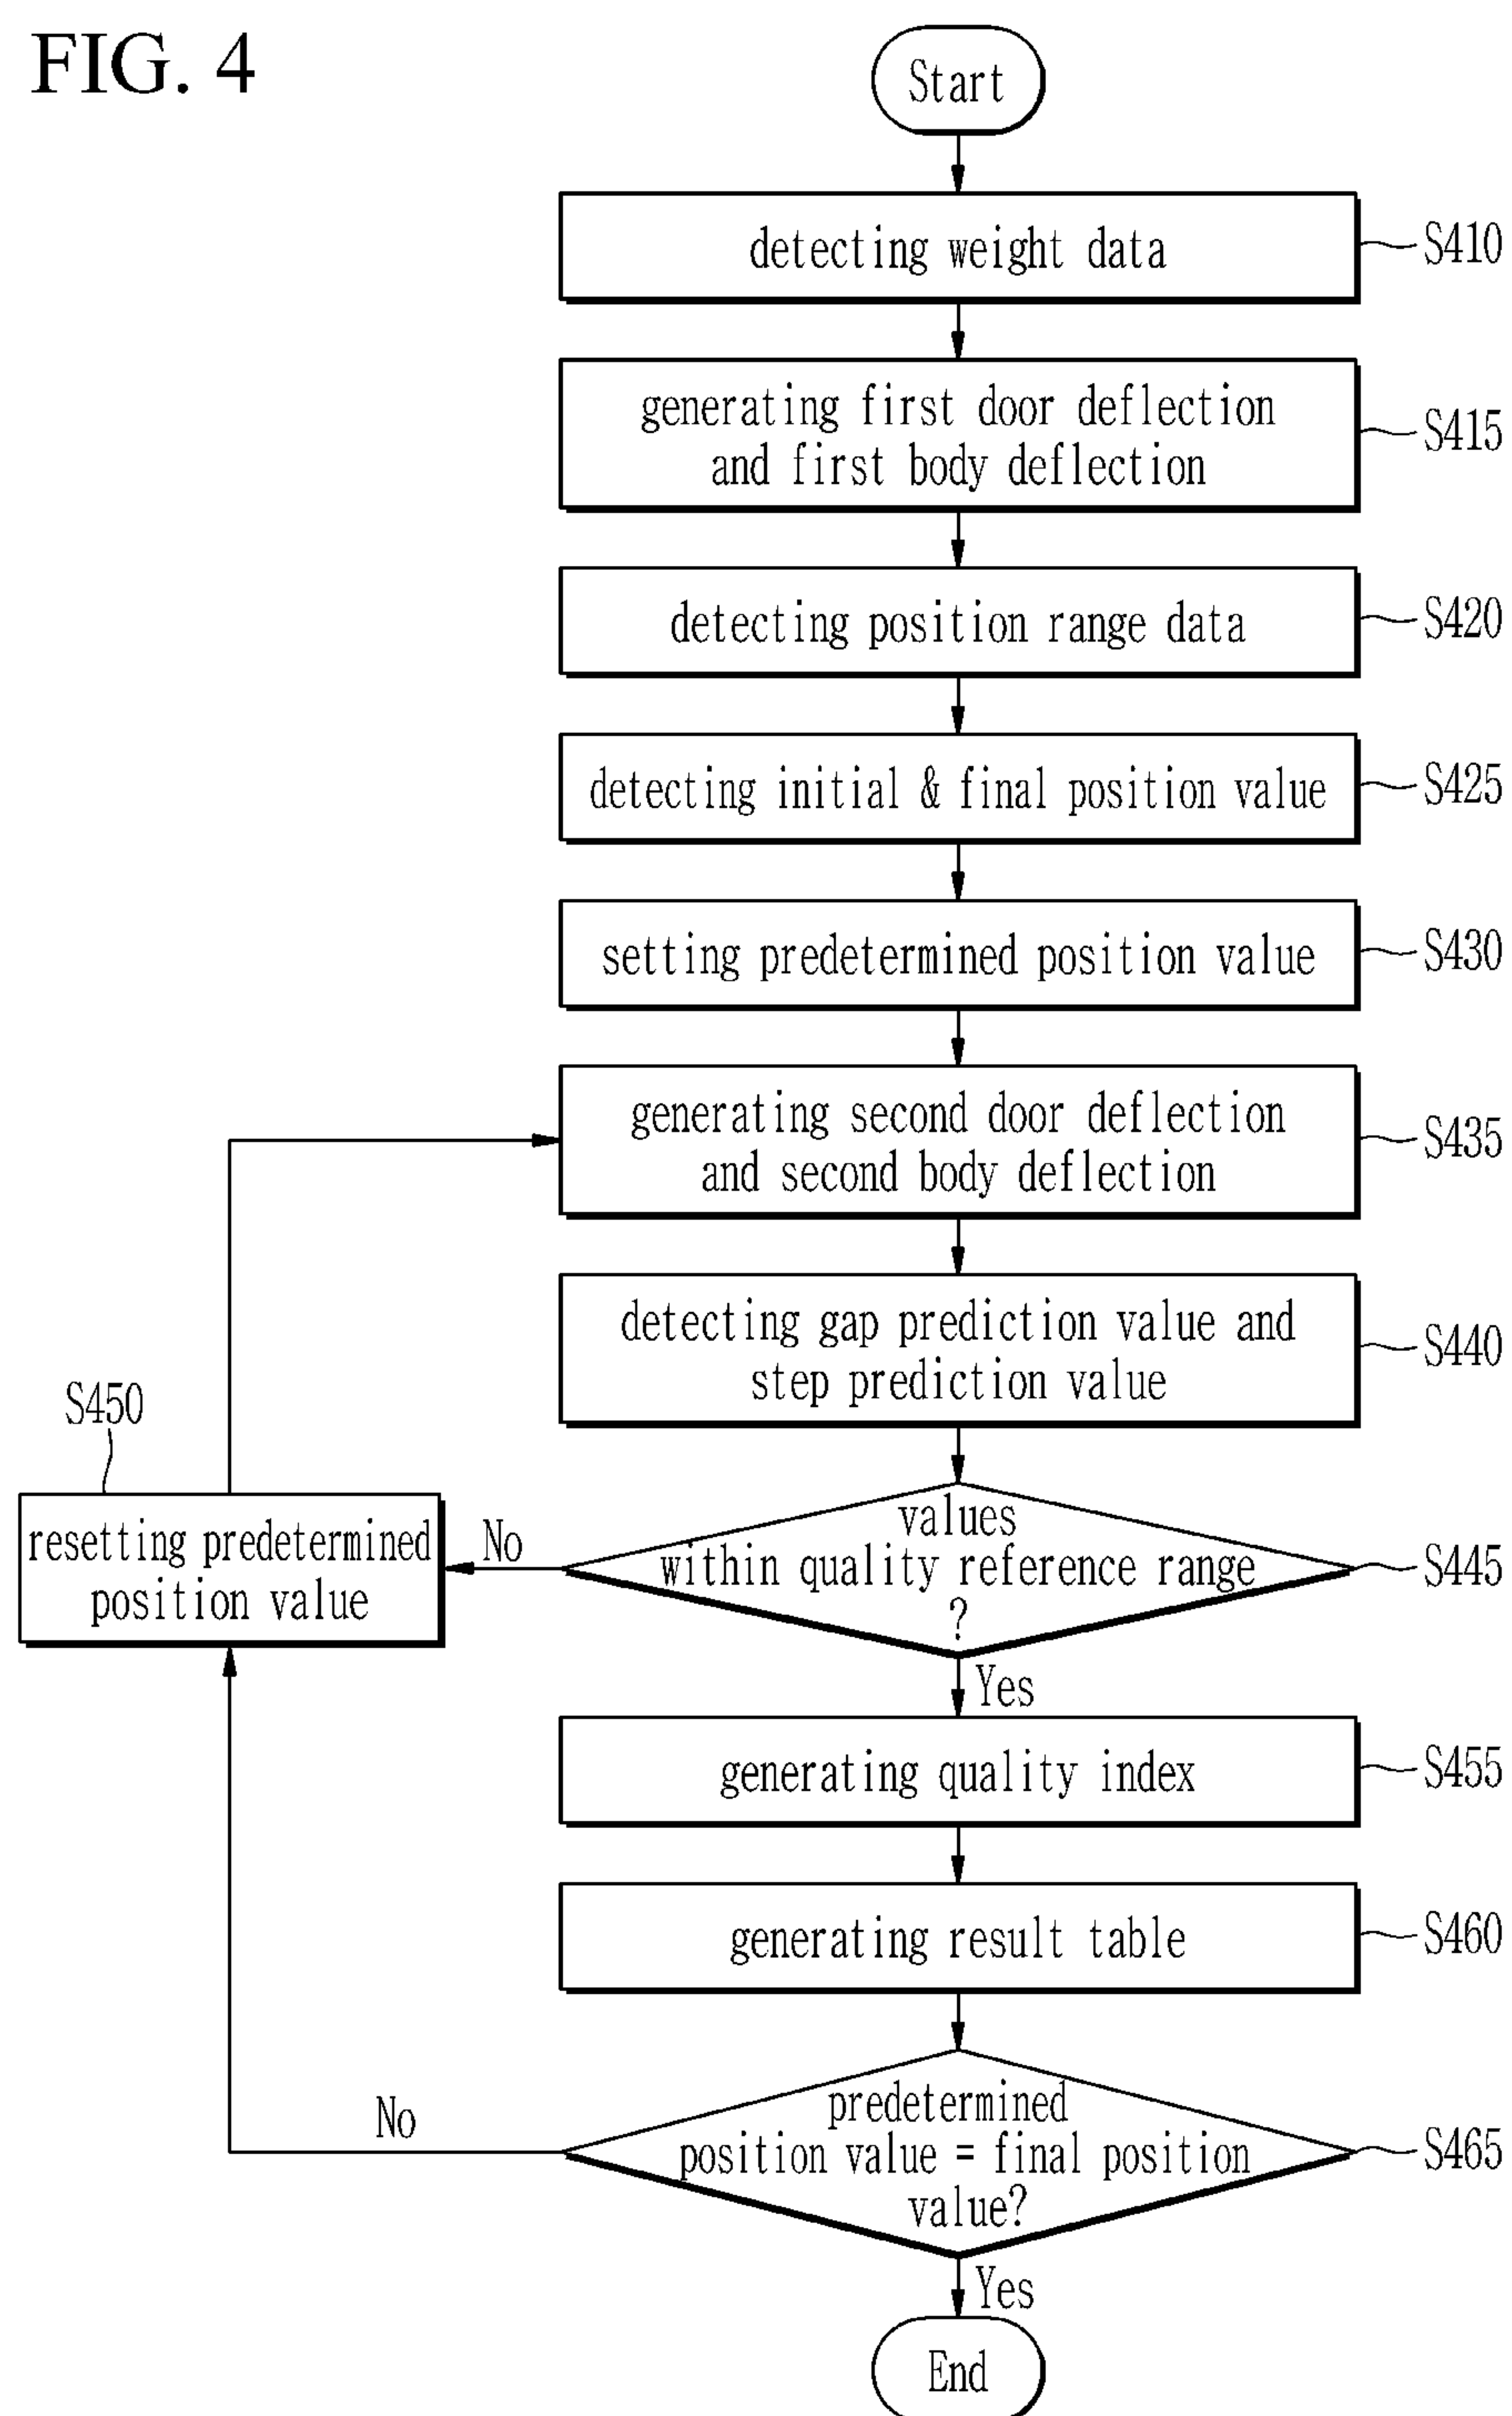 FIG. 4
Start
detecting weight data
S410
generating first door deflection
and first body deflection
S415
detecting position range data
S420
detecting initial & final position value
S425
setting predetermined position value
S430
generating second door deflection
and second body deflection
S435
detecting gap prediction value and
step prediction value
S440
S450
resetting predetermined
position value
No
values
within quality reference range
?
S445
Yes
generating quality index
S455
generating result table
S460
No
predetermined
position value = final position
value?
S465
Yes
End